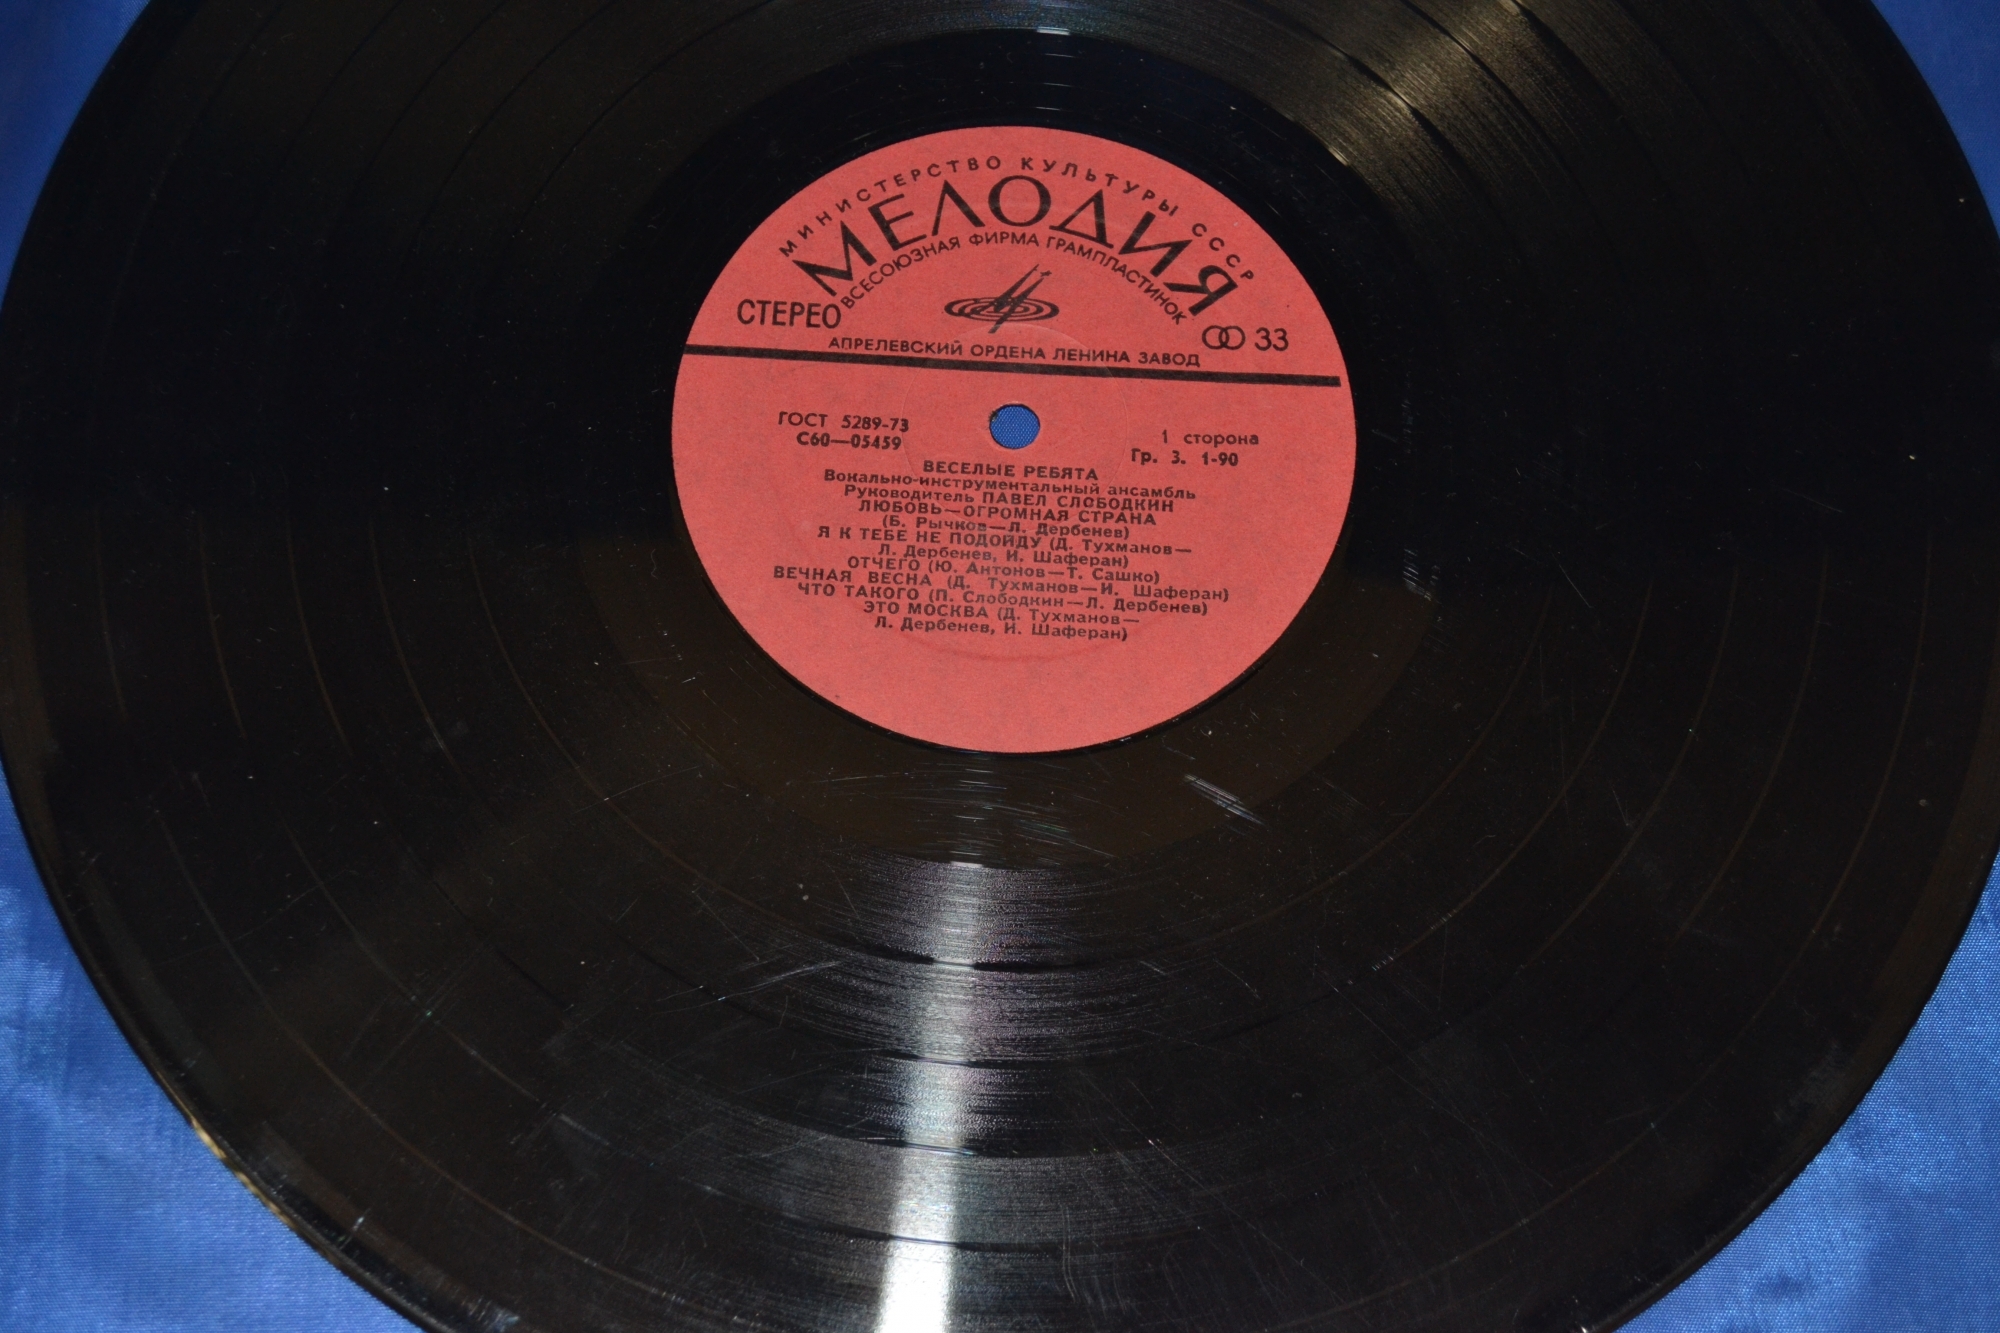 МИНИСТЕРСТВО КУЛЬТУРЫ СССР
МЕЛОДИЯ
ВСЕСОЮЗНАЯ ФИРМА ГРАМПЛАСТИНОК
СТЕРЕО
33
АПРЕЛЕВСКИЙ ОРДЕНА ЛЕНИНА ЗАВОД
ГОСТ 5289-73
С60—05459
1 сторона
Гр. 3. 1-90
ВЕСЕЛЫЕ РЕБЯТА
Вокально-инструментальный ансамбль
Руководитель ПАВЕЛ СЛОБОДКИН
ЛЮБОВЬ—ОГРОМНАЯ СТРАНА
(Б. Рычков—Л. Дербенев)
Я К ТЕБЕ НЕ ПОДОЙДУ (Д. Тухманов—
Л. Дербенев, И. Шаферан)
ОТЧЕГО (Ю. Антонов—Т. Сашко)
ВЕЧНАЯ ВЕСНА (Д. Тухманов—И. Шаферан)
ЧТО ТАКОГО (П. Слободкин—Л. Дербенев)
ЭТО МОСКВА (Д. Тухманов—
Л. Дербенев, И. Шаферан)